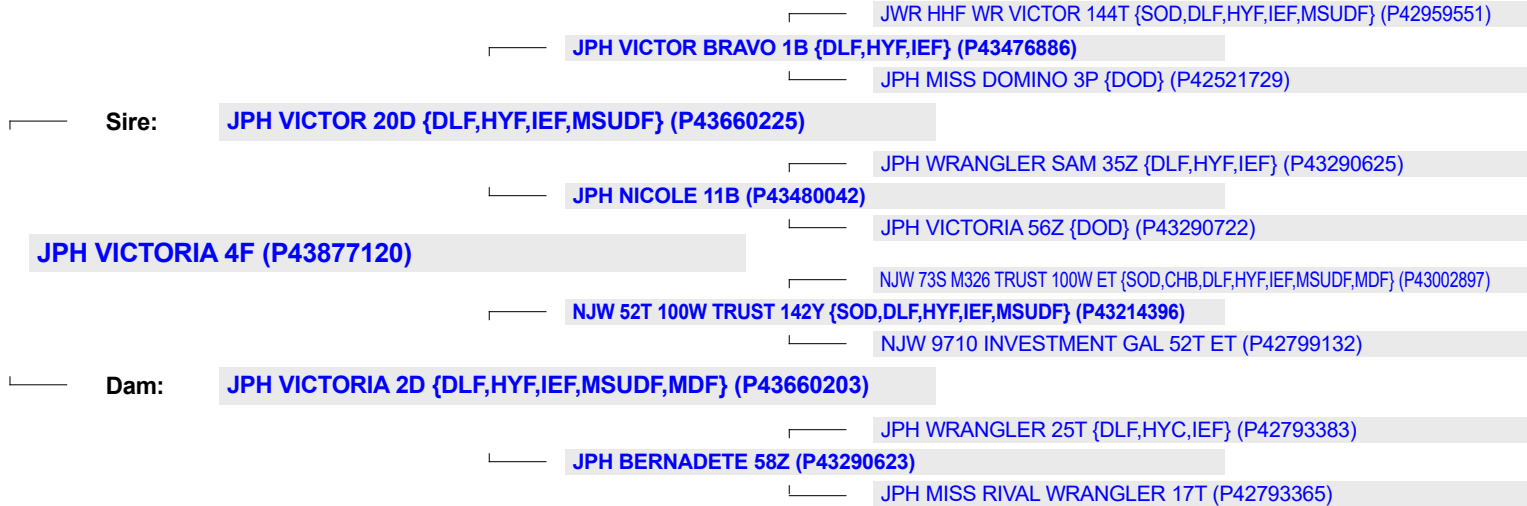 JWR HHF WR VICTOR 144T {SOD,DLF,HYF,IEF,MSUDF} (P42959551)
JPH VICTOR BRAVO 1B {DLF,HYF,IEF} (P43476886)
JPH MISS DOMINO 3P {DOD} (P42521729)
Sire: JPH VICTOR 20D {DLF,HYF,IEF,MSUDF} (P43660225)
JPH WRANGLER SAM 35Z {DLF,HYF,IEF} (P43290625)
JPH NICOLE 11B (P43480042)
JPH VICTORIA 56Z {DOD} (P43290722)
JPH VICTORIA 4F (P43877120)
NJW 73S M326 TRUST 100W ET {SOD,CHB,DLF,HYF,IEF,MSUDF,MDF} (P43002897)
NJW 52T 100W TRUST 142Y {SOD,DLF,HYF,IEF,MSUDF} (P43214396)
NJW 9710 INVESTMENT GAL 52T ET (P42799132)
Dam: JPH VICTORIA 2D {DLF,HYF,IEF,MSUDF,MDF} (P43660203)
JPH WRANGLER 25T {DLF,HYC,IEF} (P42793383)
JPH BERNADETE 58Z (P43290623)
JPH MISS RIVAL WRANGLER 17T (P42793365)